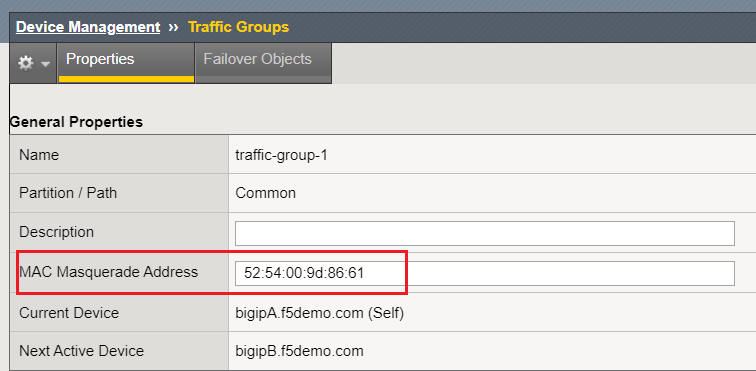 Device Management ›› Traffic Groups
Properties Failover Objects
General Properties
Name traffic-group-1
Partition / Path Common
Description
MAC Masquerade Address 52:54:00:9d:86:61
Current Device bigipA.f5demo.com (Self)
Next Active Device bigipB.f5demo.com